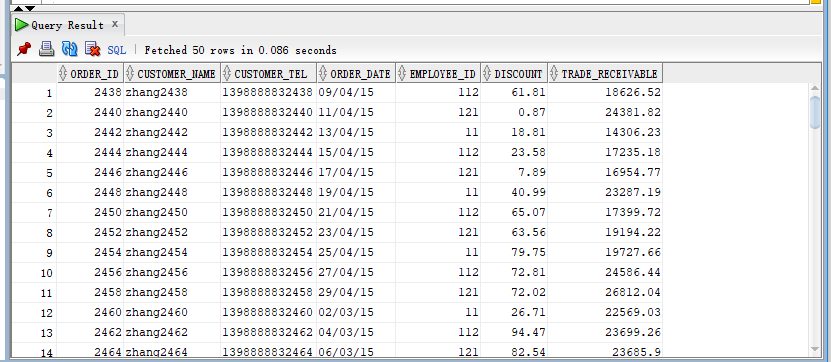 Query Result x
SQL | Fetched 50 rows in 0.086 seconds
ORDER_ID CUSTOMER_NAME CUSTOMER_TEL ORDER_DATE EMPLOYEE_ID DISCOUNT TRADE_RECEIVABLE
1 2438 zhang2438 1398888832438 09/04/15 112 61.81 18626.52
2 2440 zhang2440 1398888832440 11/04/15 121 0.87 24381.82
3 2442 zhang2442 1398888832442 13/04/15 11 18.81 14306.23
4 2444 zhang2444 1398888832444 15/04/15 112 23.58 17235.18
5 2446 zhang2446 1398888832446 17/04/15 121 7.89 16954.77
6 2448 zhang2448 1398888832448 19/04/15 11 40.99 23287.19
7 2450 zhang2450 1398888832450 21/04/15 112 65.07 17399.72
8 2452 zhang2452 1398888832452 23/04/15 121 63.56 19194.22
9 2454 zhang2454 1398888832454 25/04/15 11 79.75 19727.66
10 2456 zhang2456 1398888832456 27/04/15 112 72.81 24586.44
11 2458 zhang2458 1398888832458 29/04/15 121 72.02 26812.04
12 2460 zhang2460 1398888832460 02/03/15 11 26.71 22569.03
13 2462 zhang2462 1398888832462 04/03/15 112 94.47 23699.26
14 2464 zhang2464 1398888832464 06/03/15 121 82.54 23685.9